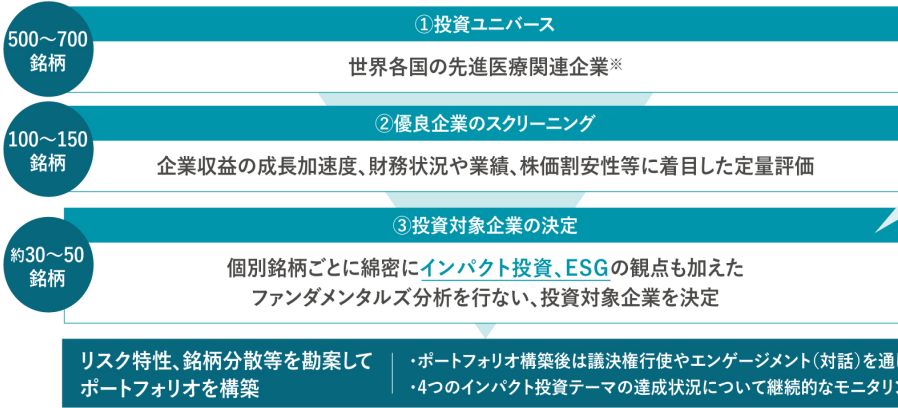 500～700
銘柄
①投資ユニバース
世界各国の先進医療関連企業※
100～150
銘柄
②優良企業のスクリーニング
企業収益の成長加速度、財務状況や業績、株価割安性等に着目した定量評価
約30～50
銘柄
③投資対象企業の決定
個別銘柄ごとに綿密にインパクト投資、ESGの観点も加えた
ファンダメンタルズ分析を行ない、投資対象企業を決定
リスク特性、銘柄分散等を勘案して
ポートフォリオを構築
・ポートフォリオ構築後は議決権行使やエンゲージメント（対話）を通
・4つのインパクト投資テーマの達成状況について継続的なモニタリ